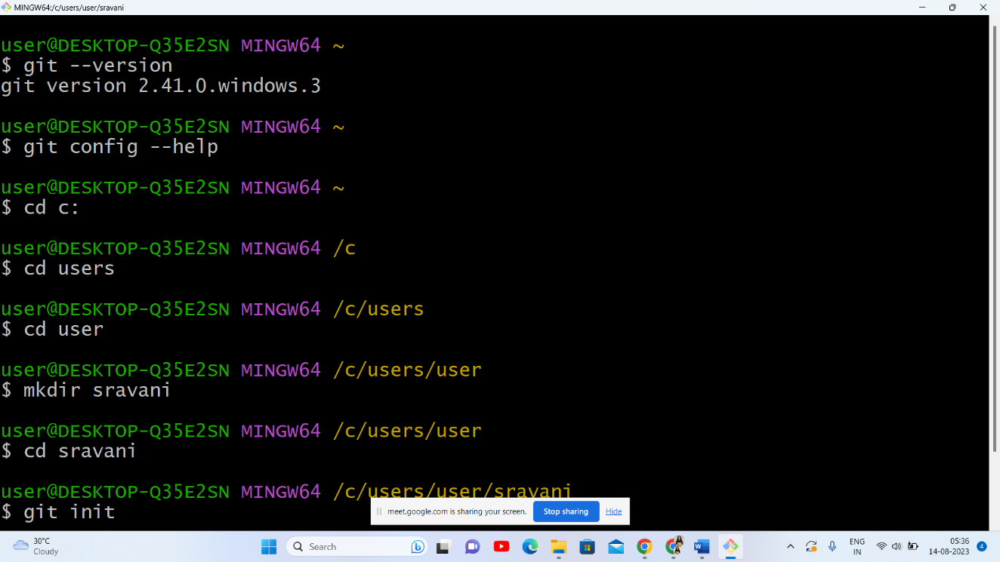 MINGW64:/c/users/user/sravani
user@DESKTOP-Q35E2SN MINGW64 ~
$ git --version
git version 2.41.0.windows.3
user@DESKTOP-Q35E2SN MINGW64 ~
$ git config --help
user@DESKTOP-Q35E2SN MINGW64 ~
$ cd c:
user@DESKTOP-Q35E2SN MINGW64 /c
$ cd users
user@DESKTOP-Q35E2SN MINGW64 /c/users
$ cd user
user@DESKTOP-Q35E2SN MINGW64 /c/users/user
$ mkdir sravani
user@DESKTOP-Q35E2SN MINGW64 /c/users/user
$ cd sravani
user@DESKTOP-Q35E2SN MINGW64 /c/users/user/sravani
$ git init
meet.google.com is sharing your screen. Stop sharing Hide
30°C
Cloudy
Search
ENG
IN
05:36
14-08-2023
4